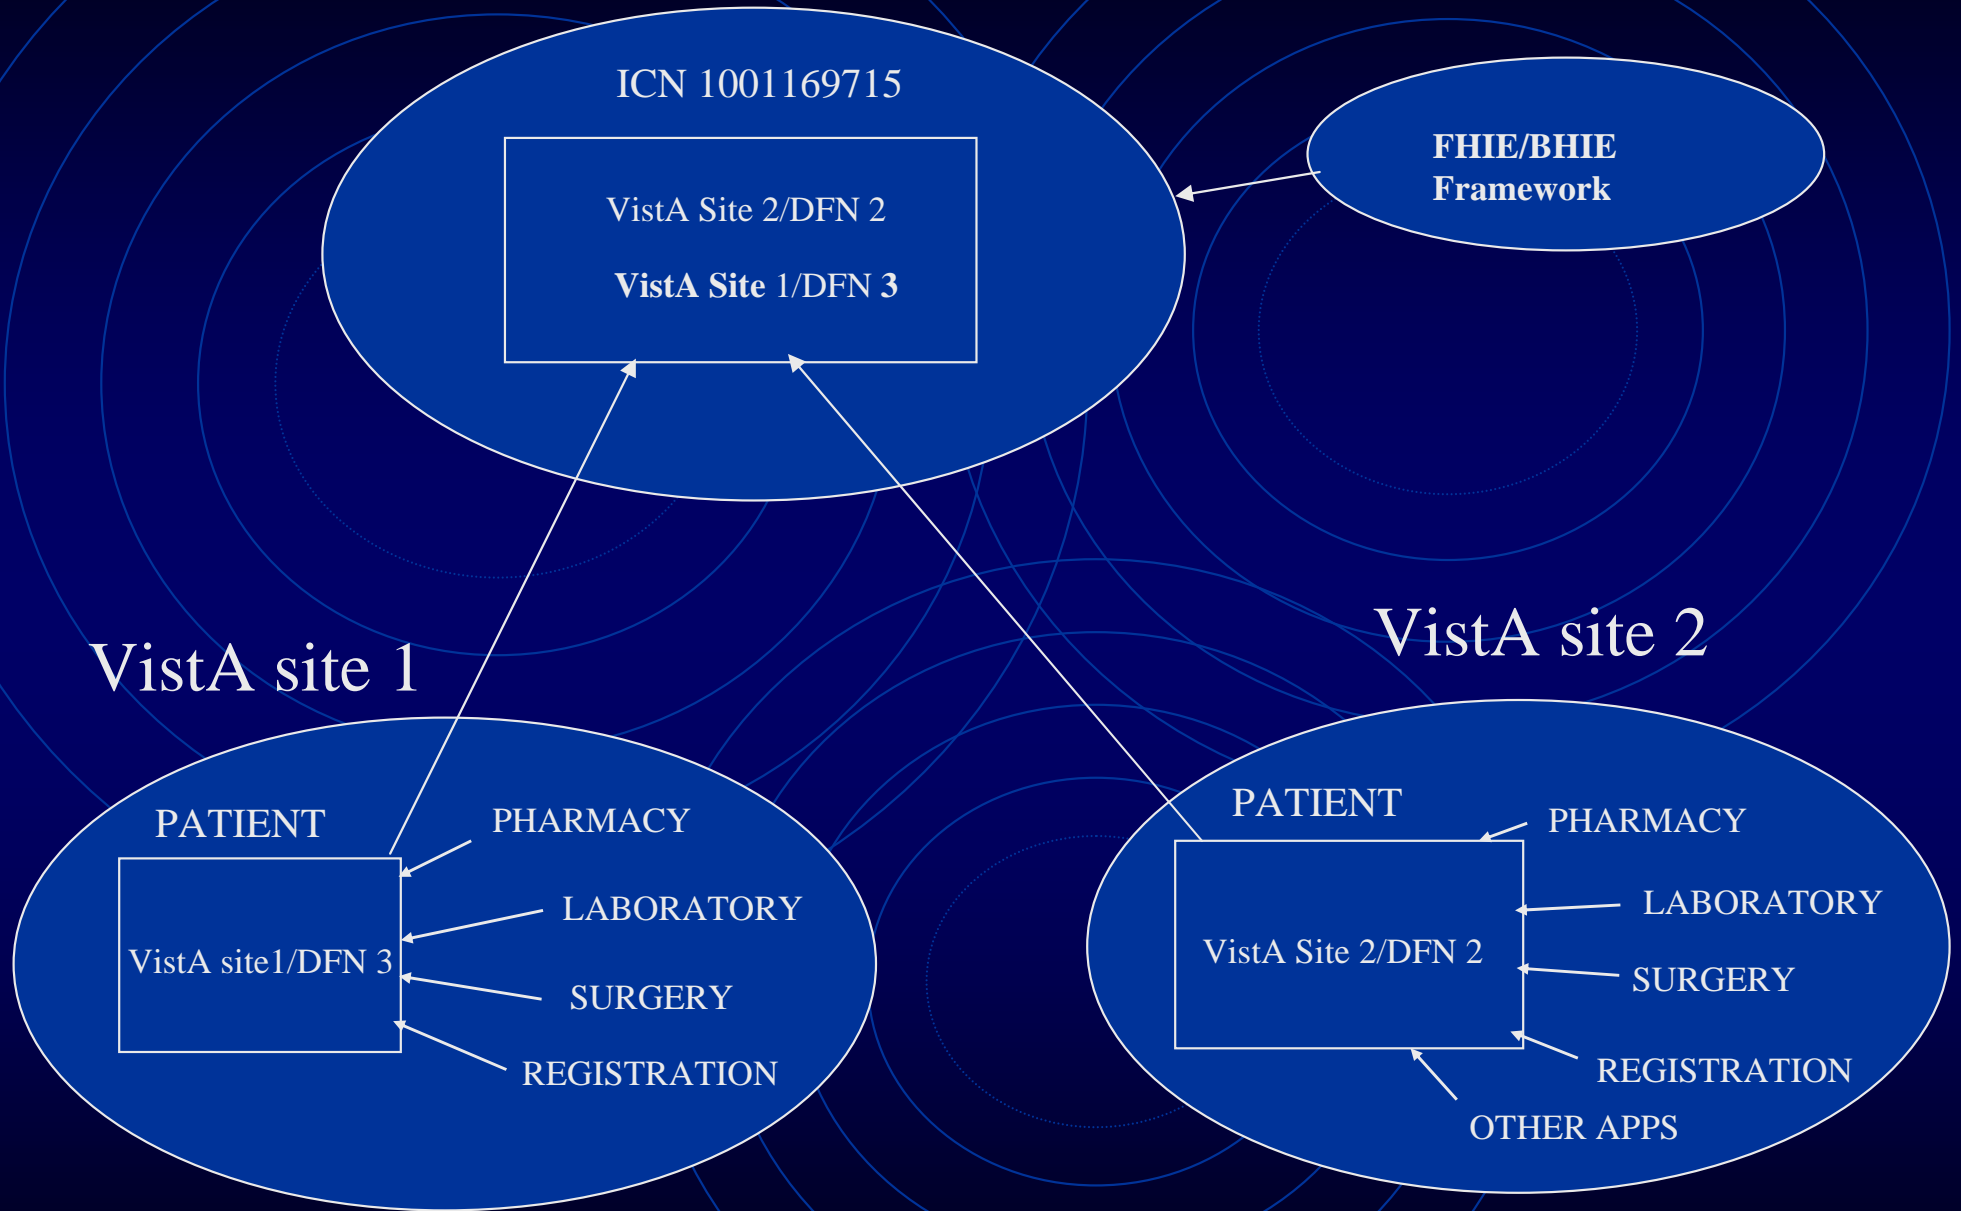 ICN 1001169715
VistA Site 2/DFN 2
VistA Site 1/DFN 3
FHIE/BHIE
Framework
VistA site 1
PATIENT
PHARMACY
LABORATORY
VistA site1/DFN 3
SURGERY
REGISTRATION
VistA site 2
PATIENT
PHARMACY
LABORATORY
VistA Site 2/DFN 2
SURGERY
REGISTRATION
OTHER APPS